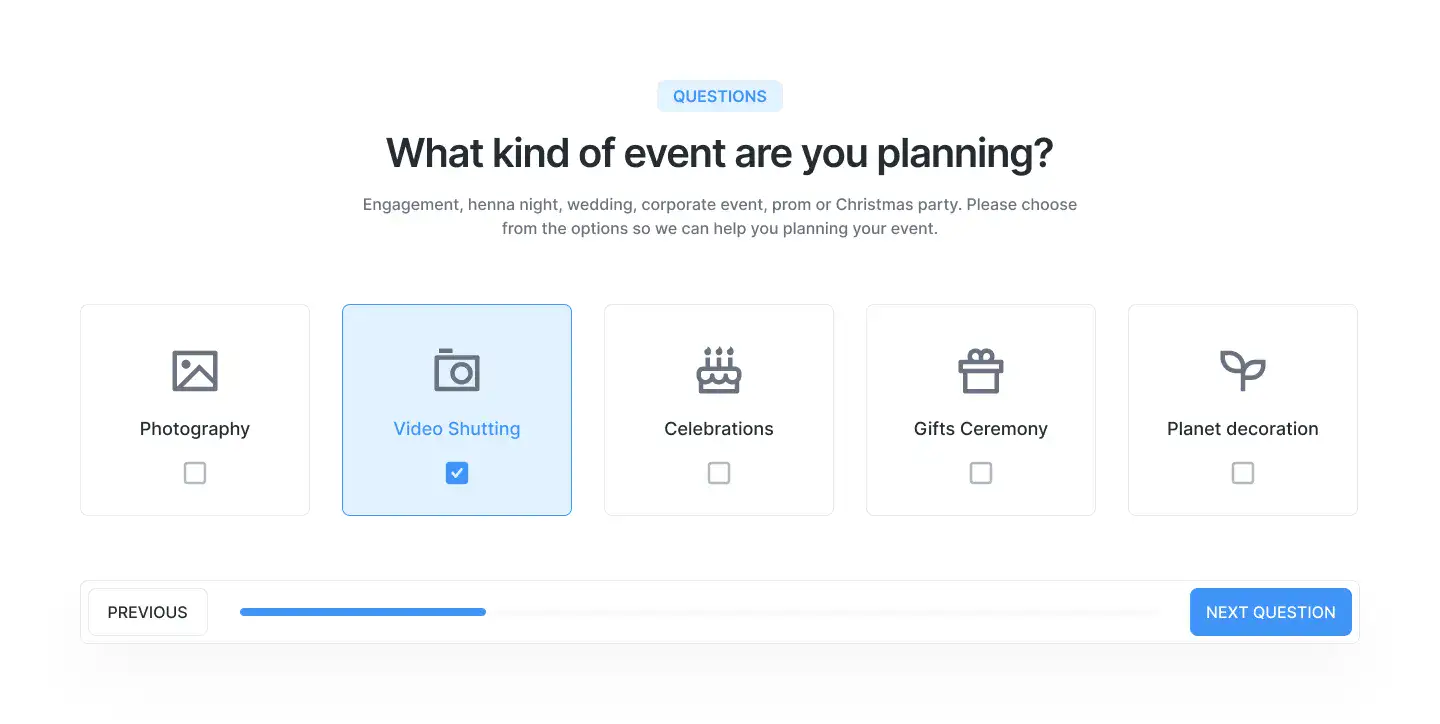 QUESTIONS
What kind of event are you planning?
Engagement, henna night, wedding, corporate event, prom or Christmas party. Please choose
from the options so we can help you planning your event.
Photography
Video Shutting
Celebrations
Gifts Ceremony
Planet decoration
PREVIOUS
NEXT QUESTION